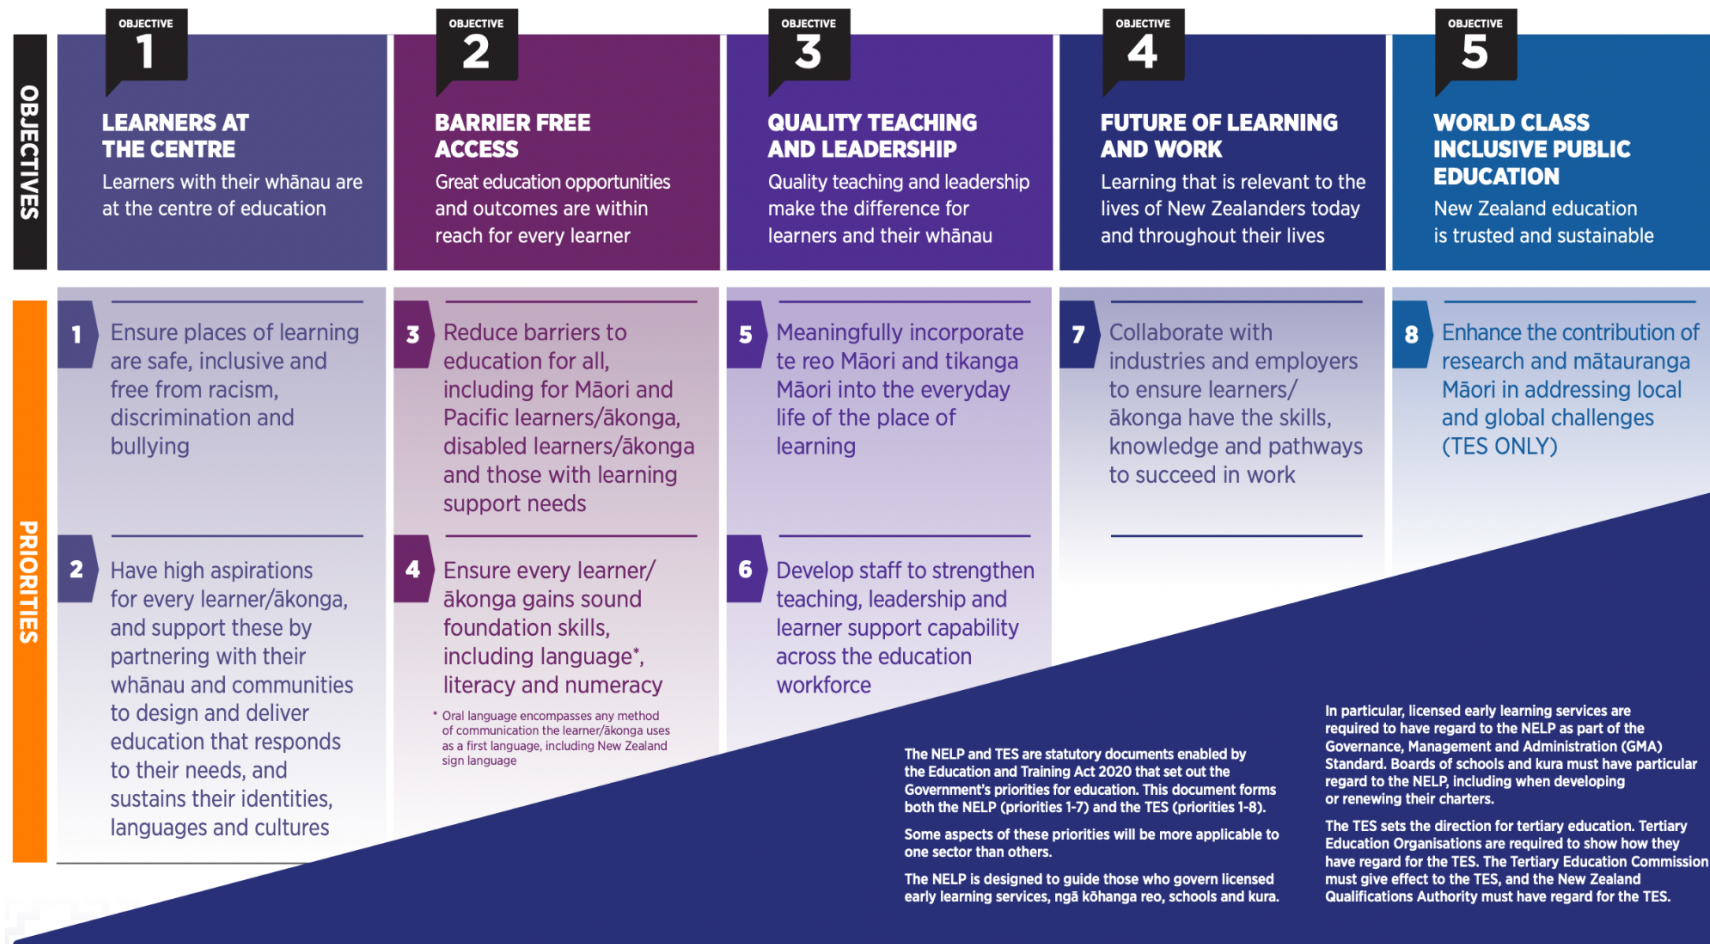 OBJECTIVES
OBJECTIVE
1
LEARNERS AT
THE CENTRE
Learners with their whānau are
at the centre of education
OBJECTIVE
2
BARRIER FREE
ACCESS
Great education opportunities
and outcomes are within
reach for every learner
OBJECTIVE
3
QUALITY TEACHING
AND LEADERSHIP
Quality teaching and leadership
make the difference for
learners and their whānau
OBJECTIVE
4
FUTURE OF LEARNING
AND WORK
Learning that is relevant to the
lives of New Zealanders today
and throughout their lives
OBJECTIVE
5
WORLD CLASS
INCLUSIVE PUBLIC
EDUCATION
New Zealand education
is trusted and sustainable
PRIORITIES
1
Ensure places of learning
are safe, inclusive and
free from racism,
discrimination and
bullying
2
Have high aspirations
for every learner/ākonga,
and support these by
partnering with their
whānau and communities
to design and deliver
education that responds
to their needs, and
sustains their identities,
languages and cultures
3
Reduce barriers to
education for all,
including for Māori and
Pacific learners/ākonga,
disabled learners/ākonga
and those with learning
support needs
4
Ensure every learner/
ākonga gains sound
foundation skills,
including language*,
literacy and numeracy
* Oral language encompasses any method
of communication the learner/ākonga uses
as a first language, including New Zealand
sign language
5
Meaningfully incorporate
te reo Māori and tikanga
Māori into the everyday
life of the place of
learning
6
Develop staff to strengthen
teaching, leadership and
learner support capability
across the education
workforce
7
Collaborate with
industries and employers
to ensure learners/
ākonga have the skills,
knowledge and pathways
to succeed in work
8
Enhance the contribution of
research and mātauranga
Māori in addressing local
and global challenges
(TES ONLY)
The NELP and TES are statutory documents enabled by
the Education and Training Act 2020 that set out the
Government's priorities for education. This document forms
both the NELP (priorities 1-7) and the TES (priorities 1-8).
Some aspects of these priorities will be more applicable to
one sector than others.
The NELP is designed to guide those who govern licensed
early learning services, ngā kōhanga reo, schools and kura.
In particular, licensed early learning services are
required to have regard to the NELP as part of the
Governance, Management and Administration (GMA)
Standard. Boards of schools and kura must have particular
regard to the NELP, including when developing
or renewing their charters.
The TES sets the direction for tertiary education. Tertiary
Education Organisations are required to show how they
have regard for the TES. The Tertiary Education Commission
must give effect to the TES, and the New Zealand
Qualifications Authority must have regard for the TES.